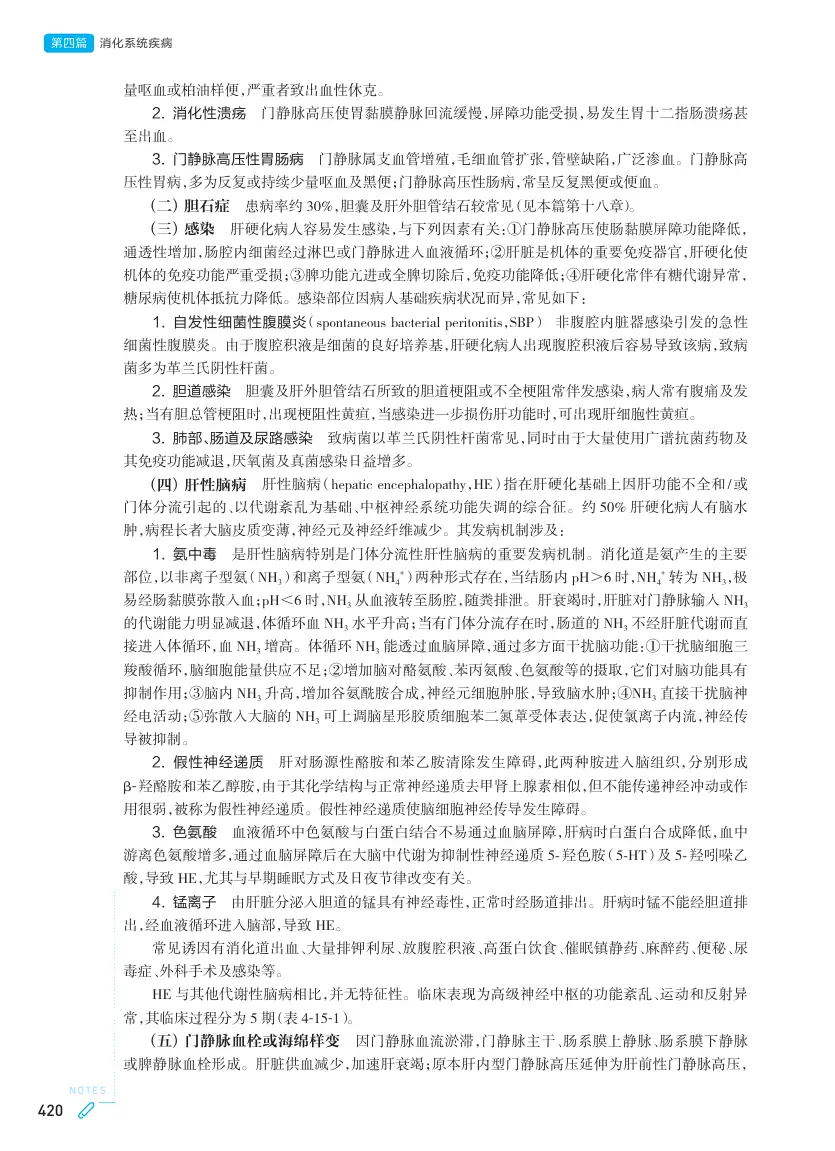 第四篇 消化系统疾病
量呕血或柏油样便,严重者致出血性休克。
2. 消化性溃疡 门静脉高压使胃黏膜静脉回流缓慢,屏障功能受损,易发生胃十二指肠溃疡甚
至出血。
3. 门静脉高压性胃肠病 门静脉属支血管增殖,毛细血管扩张,管壁缺陷,广泛渗血。门静脉高
压性胃病,多为反复或持续少量呕血及黑便;门静脉高压性肠病,常呈反复黑便或便血。
(二)胆石症 患病率约 30%,胆囊及肝外胆管结石较常见(见本篇第十八章)。
(三)感染 肝硬化病人容易发生感染,与下列因素有关:①门静脉高压使肠黏膜屏障功能降低,
通透性增加,肠腔内细菌经过淋巴或门静脉进入血液循环;②肝脏是机体的重要免疫器官,肝硬化使
机体的免疫功能严重受损;③脾功能亢进或全脾切除后,免疫功能降低;④肝硬化常伴有糖代谢异常,
糖尿病使机体抵抗力降低。感染部位因病人基础疾病状况而异,常见如下:
1. 自发性细菌性腹膜炎(spontaneous bacterial peritonitis,SBP) 非腹腔内脏器感染引发的急性
细菌性腹膜炎。由于腹腔积液是细菌的良好培养基,肝硬化病人出现腹腔积液后容易导致该病,致病
菌多为革兰氏阴性杆菌。
2. 胆道感染 胆囊及肝外胆管结石所致的胆道梗阻或不全梗阻常伴发感染,病人常有腹痛及发
热;当有胆总管梗阻时,出现梗阻性黄疸,当感染进一步损伤肝功能时,可出现肝细胞性黄疸。
3. 肺部、肠道及尿路感染 致病菌以革兰氏阴性杆菌常见,同时由于大量使用广谱抗菌药物及
其免疫功能减退,厌氧菌及真菌感染日益增多。
(四)肝性脑病 肝性脑病(hepatic encephalopathy,HE)指在肝硬化基础上因肝功能不全和/或
门体分流引起的、以代谢紊乱为基础、中枢神经系统功能失调的综合征。约 50% 肝硬化病人有脑水
肿,病程长者大脑皮质变薄,神经元及神经纤维减少。其发病机制涉及:
1. 氨中毒 是肝性脑病特别是门体分流性肝性脑病的重要发病机制。消化道是氨产生的主要
部位,以非离子型氨(NH₃)和离子型氨(NH₄⁺)两种形式存在,当结肠内 pH>6 时,NH₄⁺ 转为 NH₃,极
易经肠黏膜弥散入血;pH<6 时,NH₃ 从血液转至肠腔,随粪排泄。肝衰竭时,肝脏对门静脉输入 NH₃
的代谢能力明显减退,体循环血 NH₃ 水平升高;当有门体分流存在时,肠道的 NH₃ 不经肝脏代谢而直
接进入体循环,血 NH₃ 增高。体循环 NH₃ 能透过血脑屏障,通过多方面干扰脑功能:①干扰脑细胞三
羧酸循环,脑细胞能量供应不足;②增加脑对酪氨酸、苯丙氨酸、色氨酸等的摄取,它们对脑功能具有
抑制作用;③脑内 NH₃ 升高,增加谷氨酰胺合成,神经元细胞肿胀,导致脑水肿;④NH₃ 直接干扰脑神
经电活动;⑤弥散入大脑的 NH₃ 可上调脑星形胶质细胞苯二氮䓬受体表达,促使氯离子内流,神经传
导被抑制。
2. 假性神经递质 肝对肠源性酪胺和苯乙胺清除发生障碍,此两种胺进入脑组织,分别形成
β-羟酪胺和苯乙醇胺,由于其化学结构与正常神经递质去甲肾上腺素相似,但不能传递神经冲动或作
用很弱,被称为假性神经递质。假性神经递质使脑细胞神经传导发生障碍。
3. 色氨酸 血液循环中色氨酸与白蛋白结合不易通过血脑屏障,肝病时白蛋白合成降低,血中
游离色氨酸增多,通过血脑屏障后在大脑中代谢为抑制性神经递质 5-羟色胺(5-HT)及 5-羟吲哚乙
酸,导致 HE,尤其与早期睡眠方式及日夜节律改变有关。
4. 锰离子 由肝脏分泌入胆道的锰具有神经毒性,正常时经肠道排出。肝病时锰不能经胆道排
出,经血液循环进入脑部,导致 HE。
常见诱因有消化道出血、大量排钾利尿、放腹腔积液、高蛋白饮食、催眠镇静药、麻醉药、便秘、尿
毒症、外科手术及感染等。
HE 与其他代谢性脑病相比,并无特征性。临床表现为高级神经中枢的功能紊乱、运动和反射异
常,其临床过程分为 5 期(表 4-15-1)。
(五)门静脉血栓或海绵样变 因门静脉血流淤滞,门静脉主干、肠系膜上静脉、肠系膜下静脉
或脾静脉血栓形成。肝脏供血减少,加速肝衰竭;原本肝内型门静脉高压延伸为肝前性门静脉高压,
NOTES
420